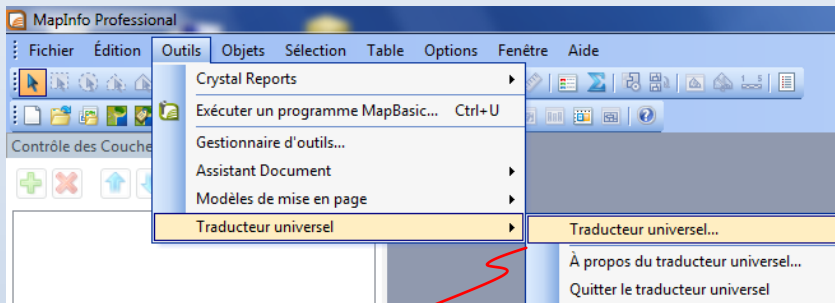 MapInfo Professional
Fichier Édition Outils Objets Sélection Table Options Fenêtre Aide
Crystal Reports
Exécuter un programme MapBasic... Ctrl+U
Contrôle des Couche
Gestionnaire d'outils...
Assistant Document
Modèles de mise en page
Traducteur universel
Traducteur universel...
À propos du traducteur universel...
Quitter le traducteur universel